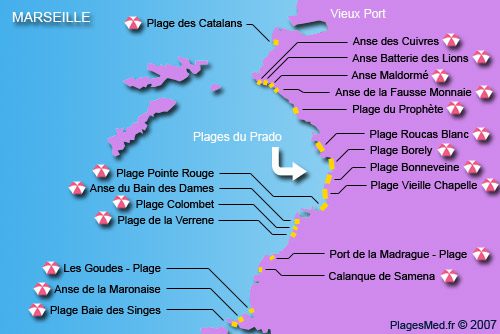 MARSEILLE
Vieux Port
Plage des Catalans
Anse des Cuivres
Anse Batterie des Lions
Anse Maldormé
Anse de la Fausse Monnaie
Plage du Prophète
Plages du Prado
Plage Roucas Blanc
Plage Borely
Plage Bonneveine
Plage Vieille Chapelle
Plage Pointe Rouge
Anse du Bain des Dames
Plage Colombet
Plage de la Verrene
Port de la Madrague - Plage
Calanque de Samena
Les Goudes - Plage
Anse de la Maronaise
Plage Baie des Singes
PlagesMed.fr © 2007